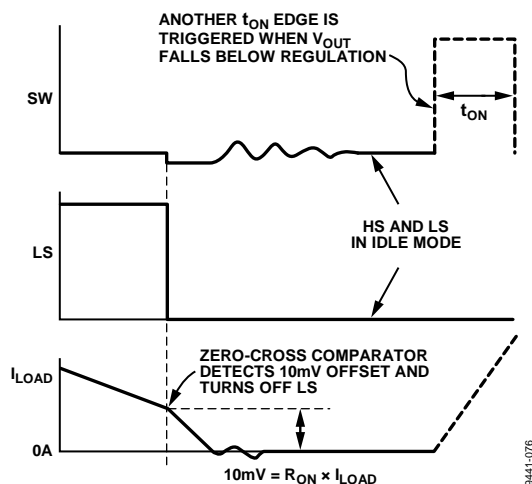 ANOTHER tON EDGE IS
TRIGGERED WHEN VOUT
FALLS BELOW REGULATION
SW
tON
HS AND LS
IN IDLE MODE
LS
ZERO-CROSS COMPARATOR
DETECTS 10mV OFFSET AND
TURNS OFF LS
ILOAD
0A
10mV = RON × ILOAD
9441-076